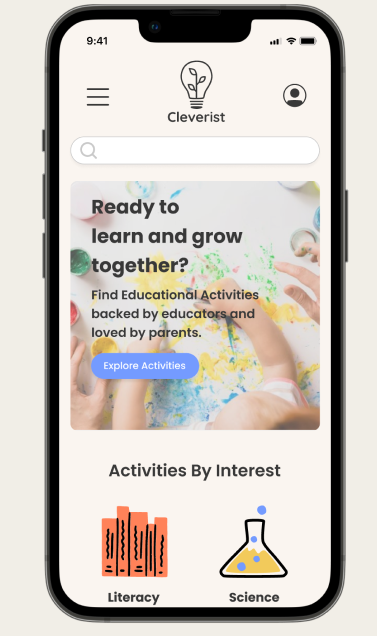 9:41
Cleverist
Ready to
learn and grow
together?
Find Educational Activities
backed by educators and
loved by parents.
Explore Activities
Activities By Interest
Literacy
Science